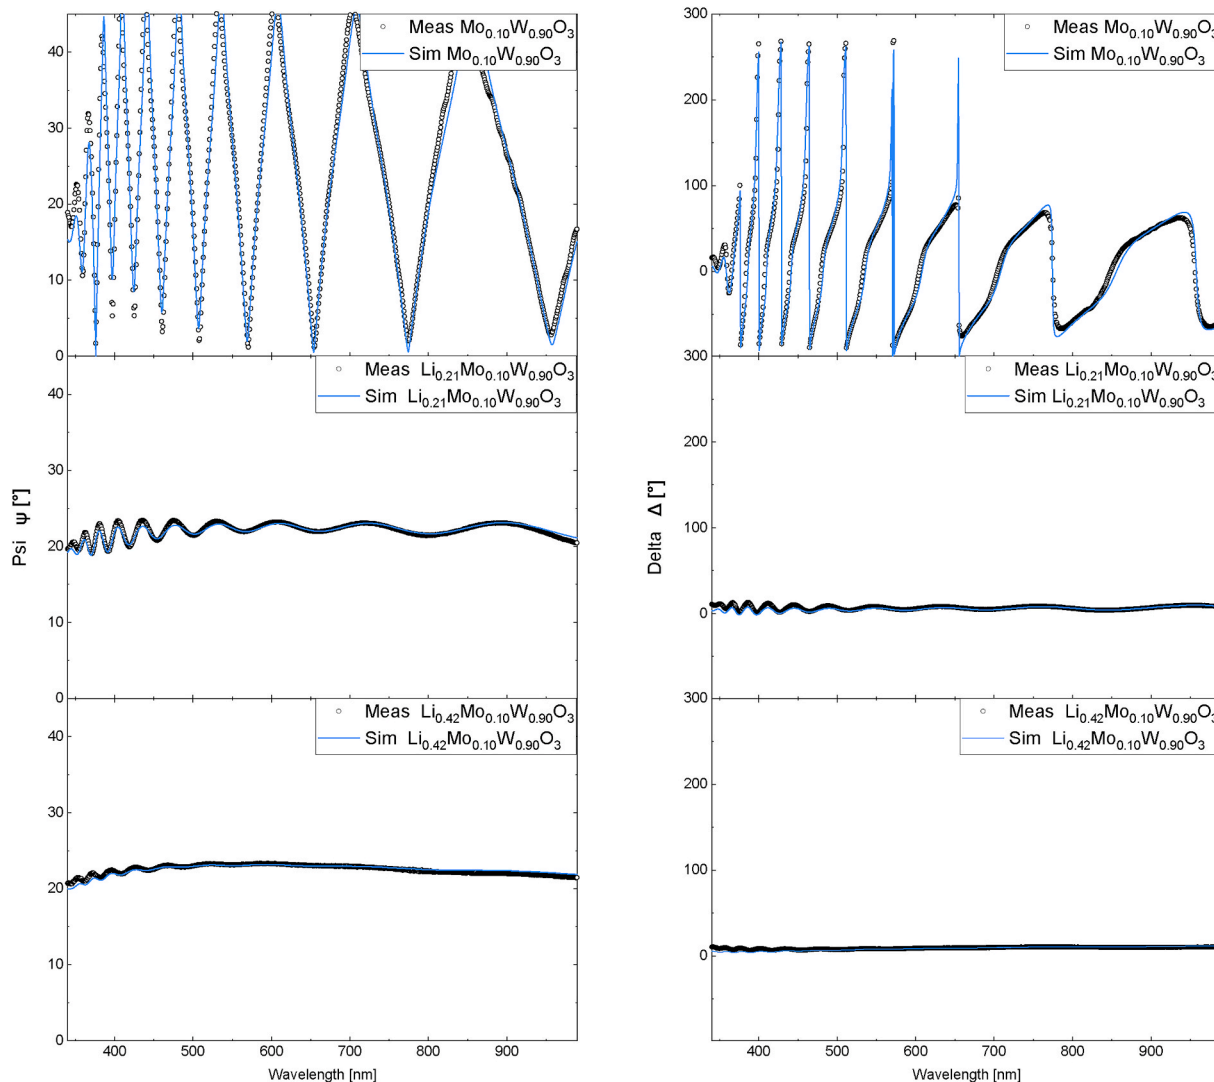 Meas Mo0.10W0.90O3
Sim Mo0.10W0.90O3
40
30
20
10
0
Meas Li0.21Mo0.10W0.90O3
Sim Li0.21Mo0.10W0.90O3
40
30
20
10
0
Meas Li0.42Mo0.10W0.90O3
Sim Li0.42Mo0.10W0.90O3
40
30
20
10
0
400 500 600 700 800 900
Wavelength [nm]
Psi ψ [°]
300
Meas Mo0.10W0.90O3
Sim Mo0.10W0.90O3
200
100
0
300
Meas Li0.21Mo0.10W0.90O3
Sim Li0.21Mo0.10W0.90O3
200
100
0
300
Meas Li0.42Mo0.10W0.90O3
Sim Li0.42Mo0.10W0.90O3
200
100
0
400 500 600 700 800 900
Wavelength [nm]
Delta Δ [°]